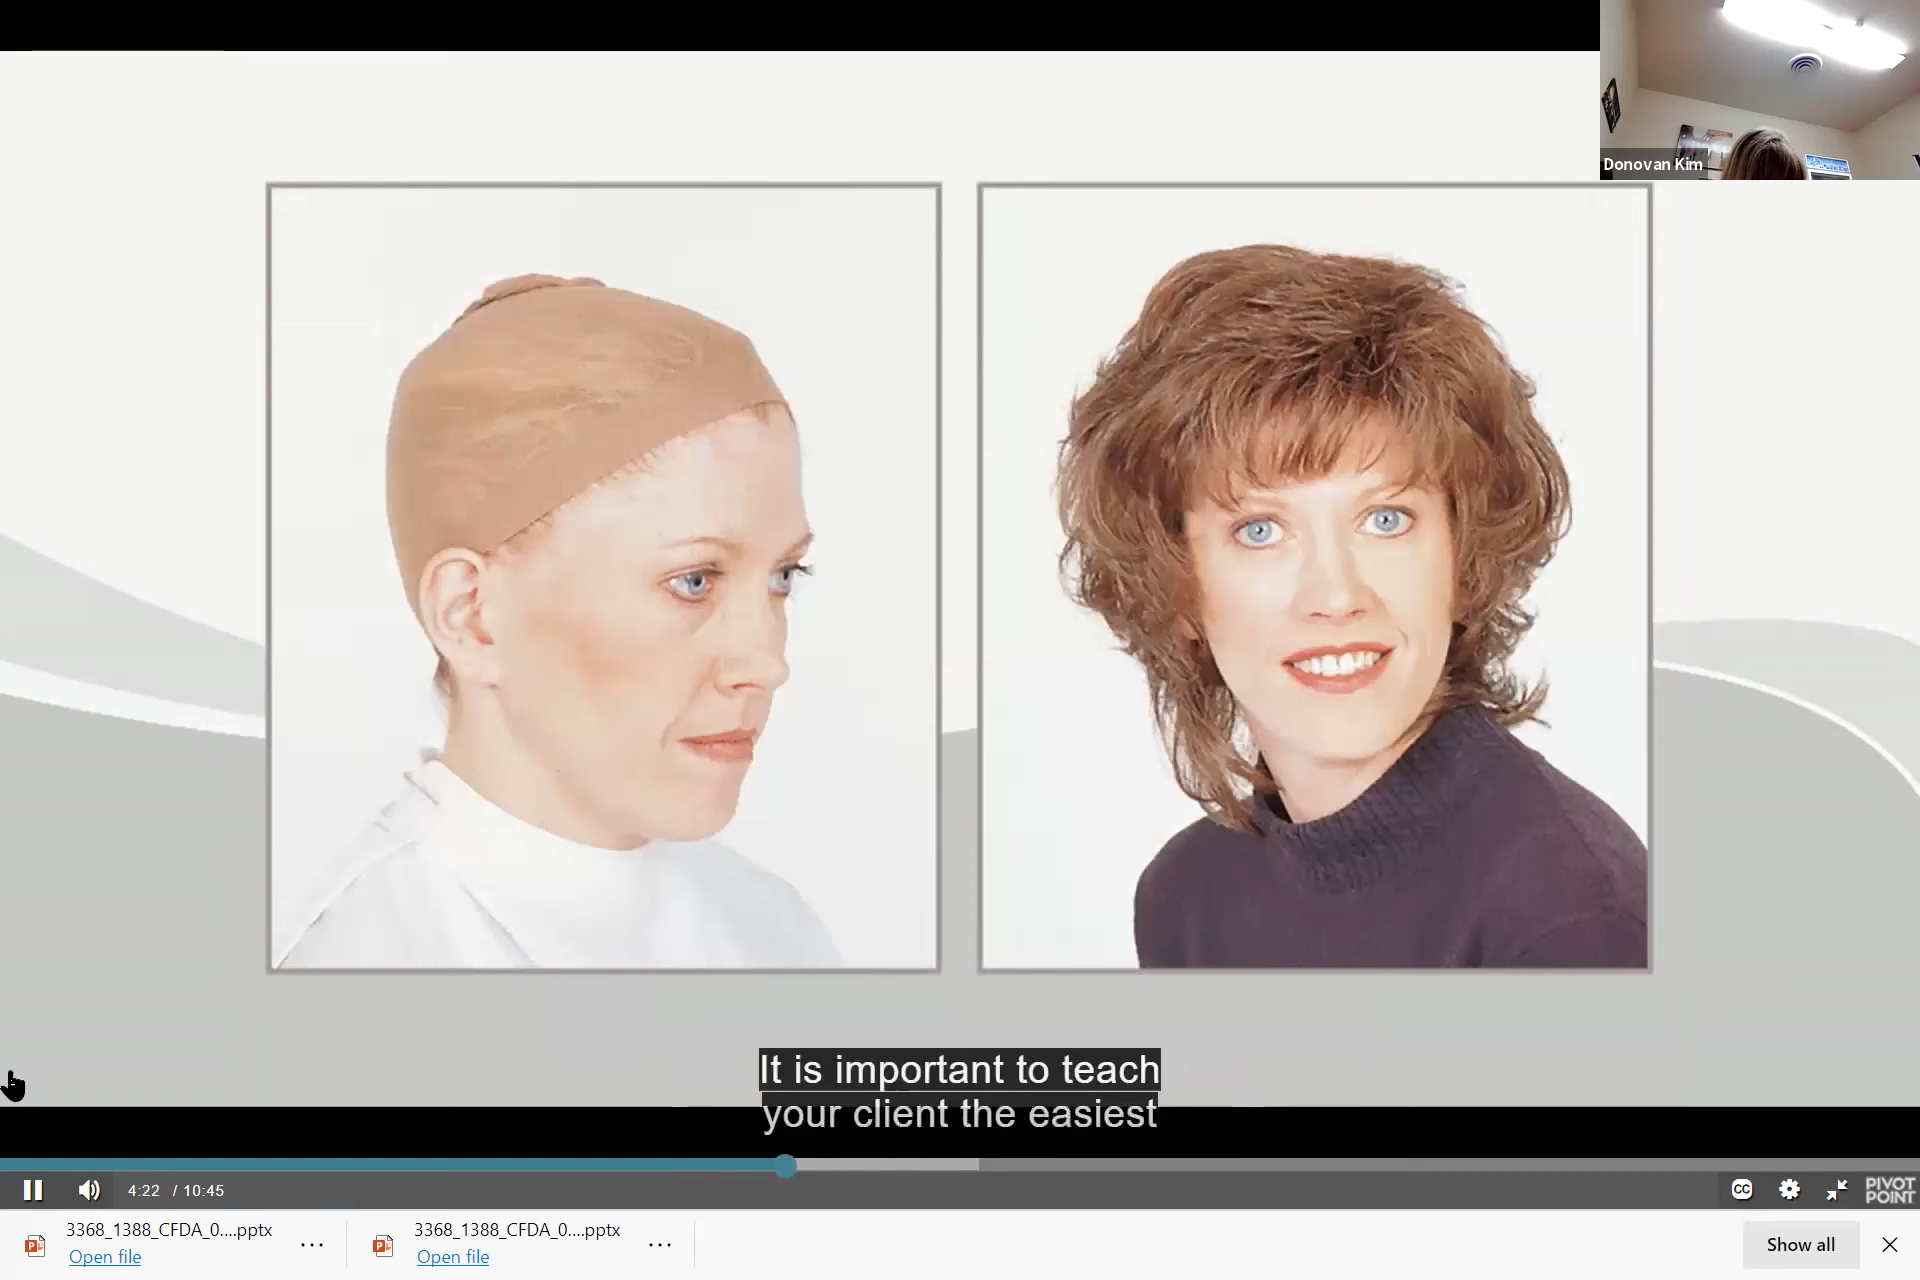 Donovan Kim
It is important to teach
your client the easiest
4:22 / 10:45
CC
PIVOT
POINT
3368_1388_CFDA_0....pptx
Open file
3368_1388_CFDA_0....pptx
Open file
Show all